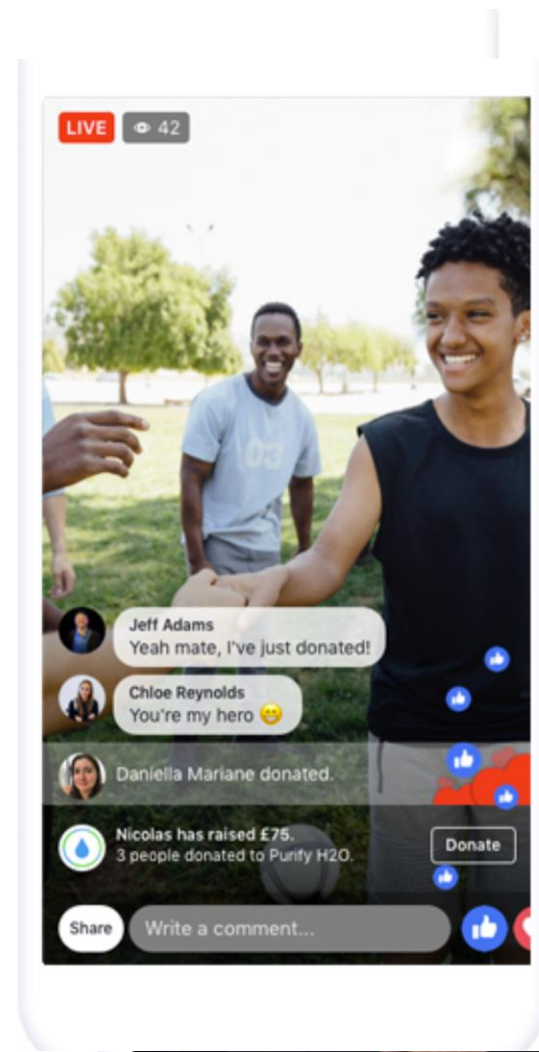 LIVE 42
03
Jeff Adams
Yeah mate, I've just donated!
Chloe Reynolds
You're my hero 😀
Daniella Mariane donated.
Nicolas has raised £75.
3 people donated to Purify H2O.
Donate
Share
Write a comment...